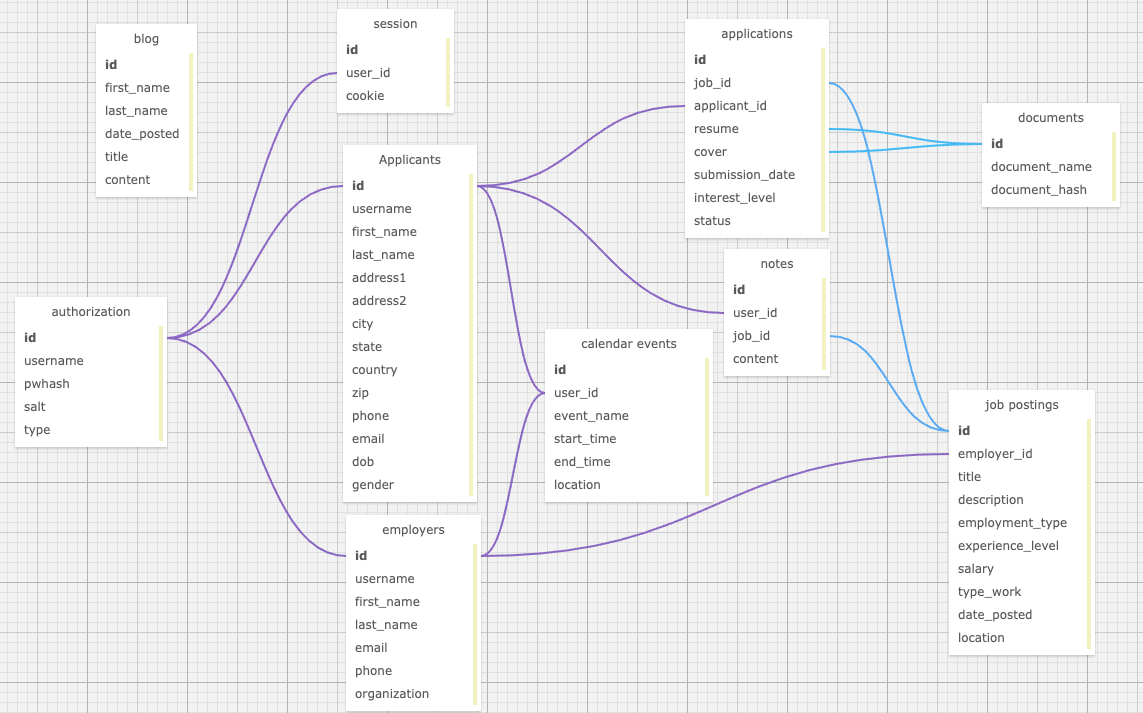 blog
id
first_name
last_name
date_posted
title
content
session
id
user_id
cookie
applications
id
job_id
applicant_id
resume
cover
submission_date
interest_level
status
documents
id
document_name
document_hash
Applicants
id
username
first_name
last_name
address1
address2
city
state
country
zip
phone
email
dob
gender
notes
id
user_id
job_id
content
authorization
id
username
pwhash
salt
type
calendar events
id
user_id
event_name
start_time
end_time
location
job postings
id
employer_id
title
description
employment_type
experience_level
salary
type_work
date_posted
location
employers
id
username
first_name
last_name
email
phone
organization